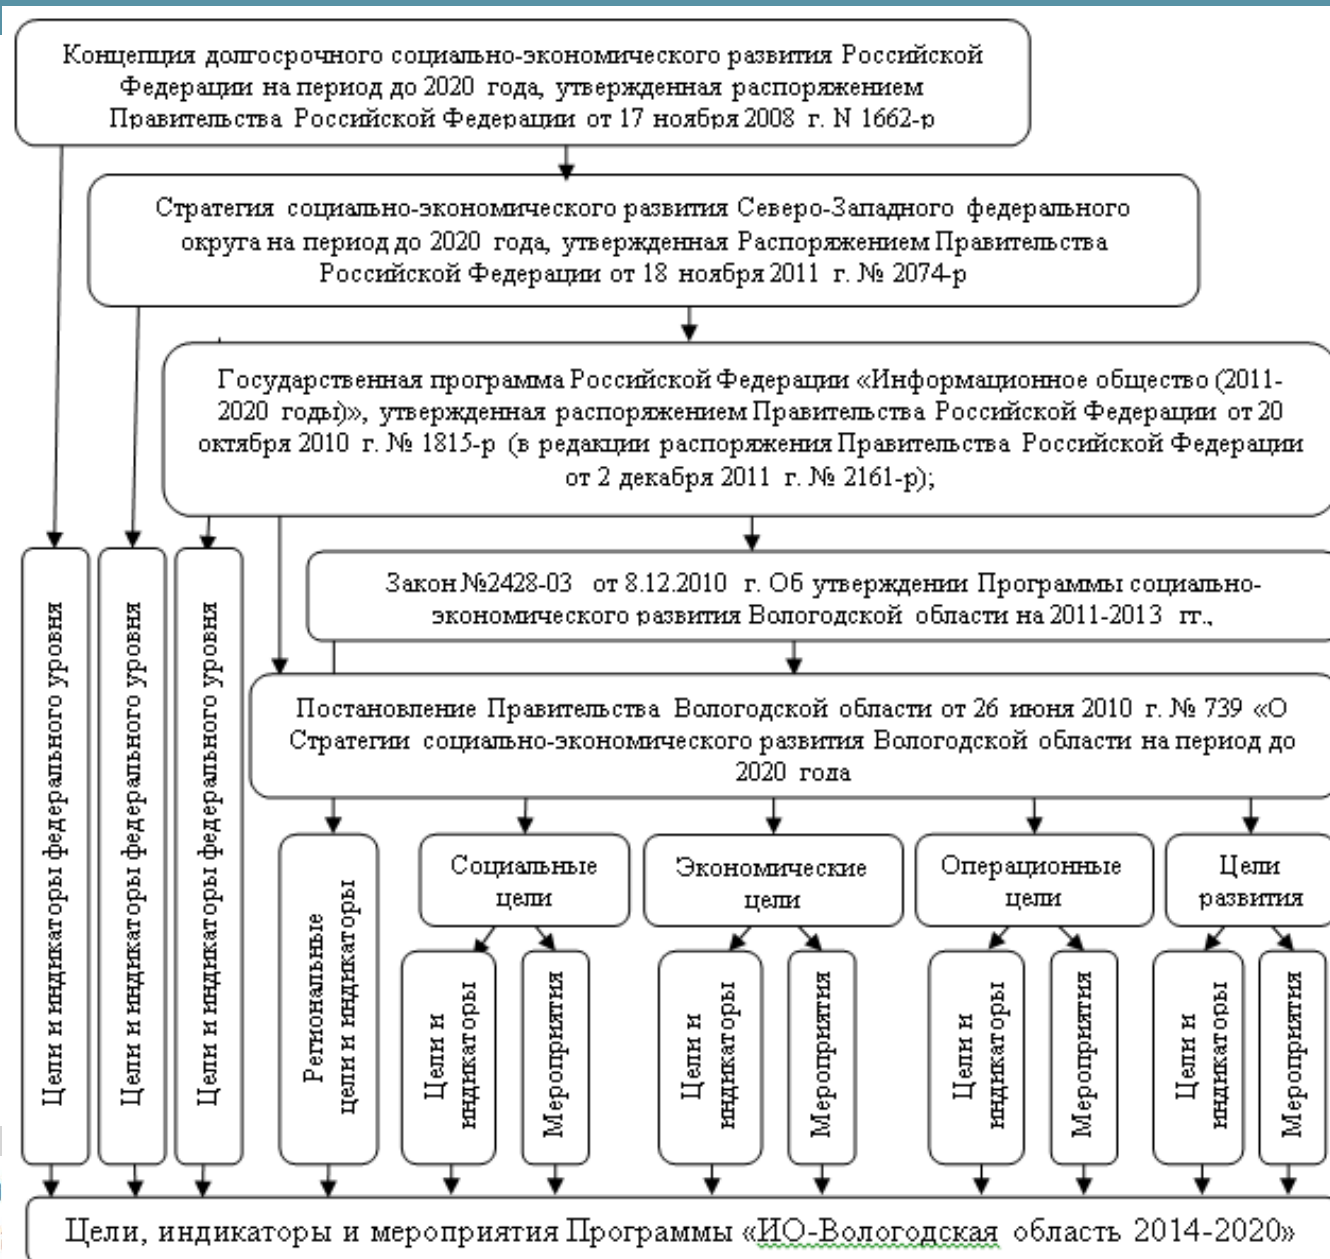 Концепция долгосрочного социально-экономического развития Российской
Федерации на период до 2020 года, утвержденная распоряжением
Правительства Российской Федерации от 17 ноября 2008 г. N 1662-р
Стратегия социально-экономического развития Северо-Западного федерального
округа на период до 2020 года, утвержденная Распоряжением Правительства
Российской Федерации от 18 ноября 2011 г. № 2074-р
Государственная программа Российской Федерации «Информационное общество (2011-
2020 годы)», утвержденная распоряжением Правительства Российской Федерации от 20
октября 2010 г. № 1815-р (в редакции распоряжения Правительства Российской Федерации
от 2 декабря 2011 г. № 2161-р);
Закон №2428-03 от 8.12.2010 г. Об утверждении Программы социально-
экономического развития Вологодской области на 2011-2013 гг.,
Постановление Правительства Вологодской области от 26 июня 2010 г. № 739 «О
Стратегии социально-экономического развития Вологодской области на период до
2020 года
Цели и индикаторы федерального уровня
Цели и индикаторы федерального уровня
Цели и индикаторы федерального уровня
Региональные
цели и индикаторы
Социальные
цели
Экономические
цели
Операционные
цели
Цели
развития
Цели и
индикаторы
Мероприятия
Цели и
индикаторы
Мероприятия
Цели и
индикаторы
Мероприятия
Цели и
индикаторы
Мероприятия
Цели, индикаторы и мероприятия Программы «ИО-Вологодская область 2014-2020»